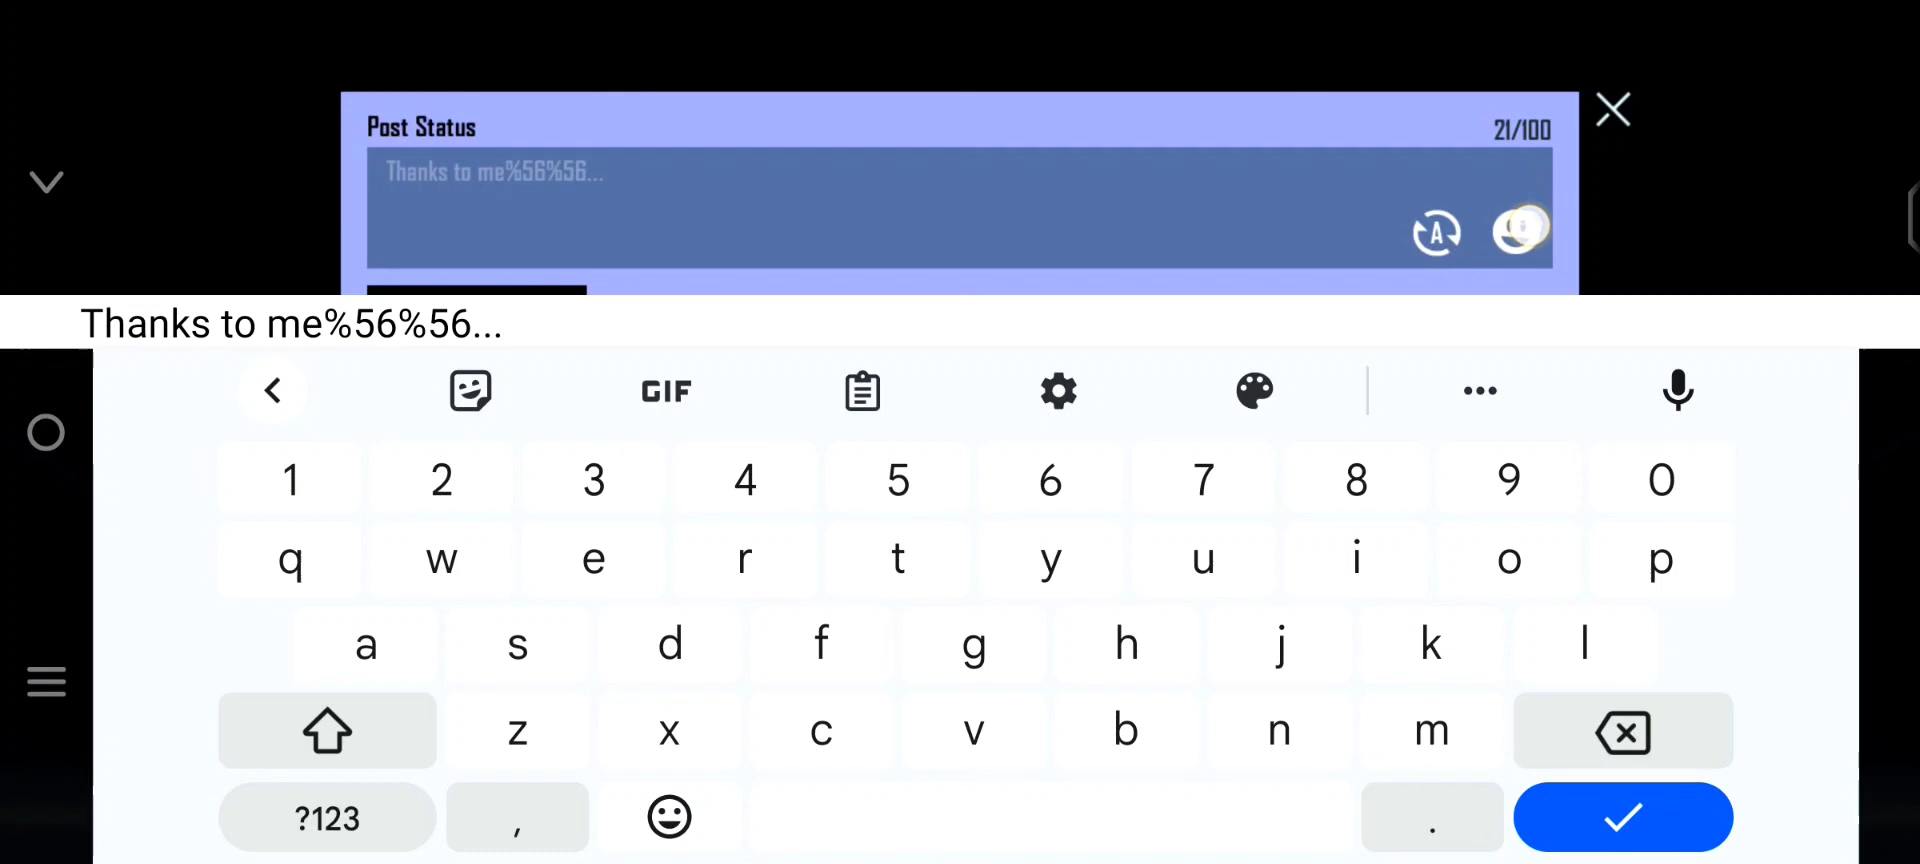 Post Status
21/100
Thanks to me%56%56...
A
Thanks to me%56%56...
GIF
1 2 3 4 5 6 7 8 9 0
q w e r t y u i o p
a s d f g h j k l
z x c v b n m
?123 , .